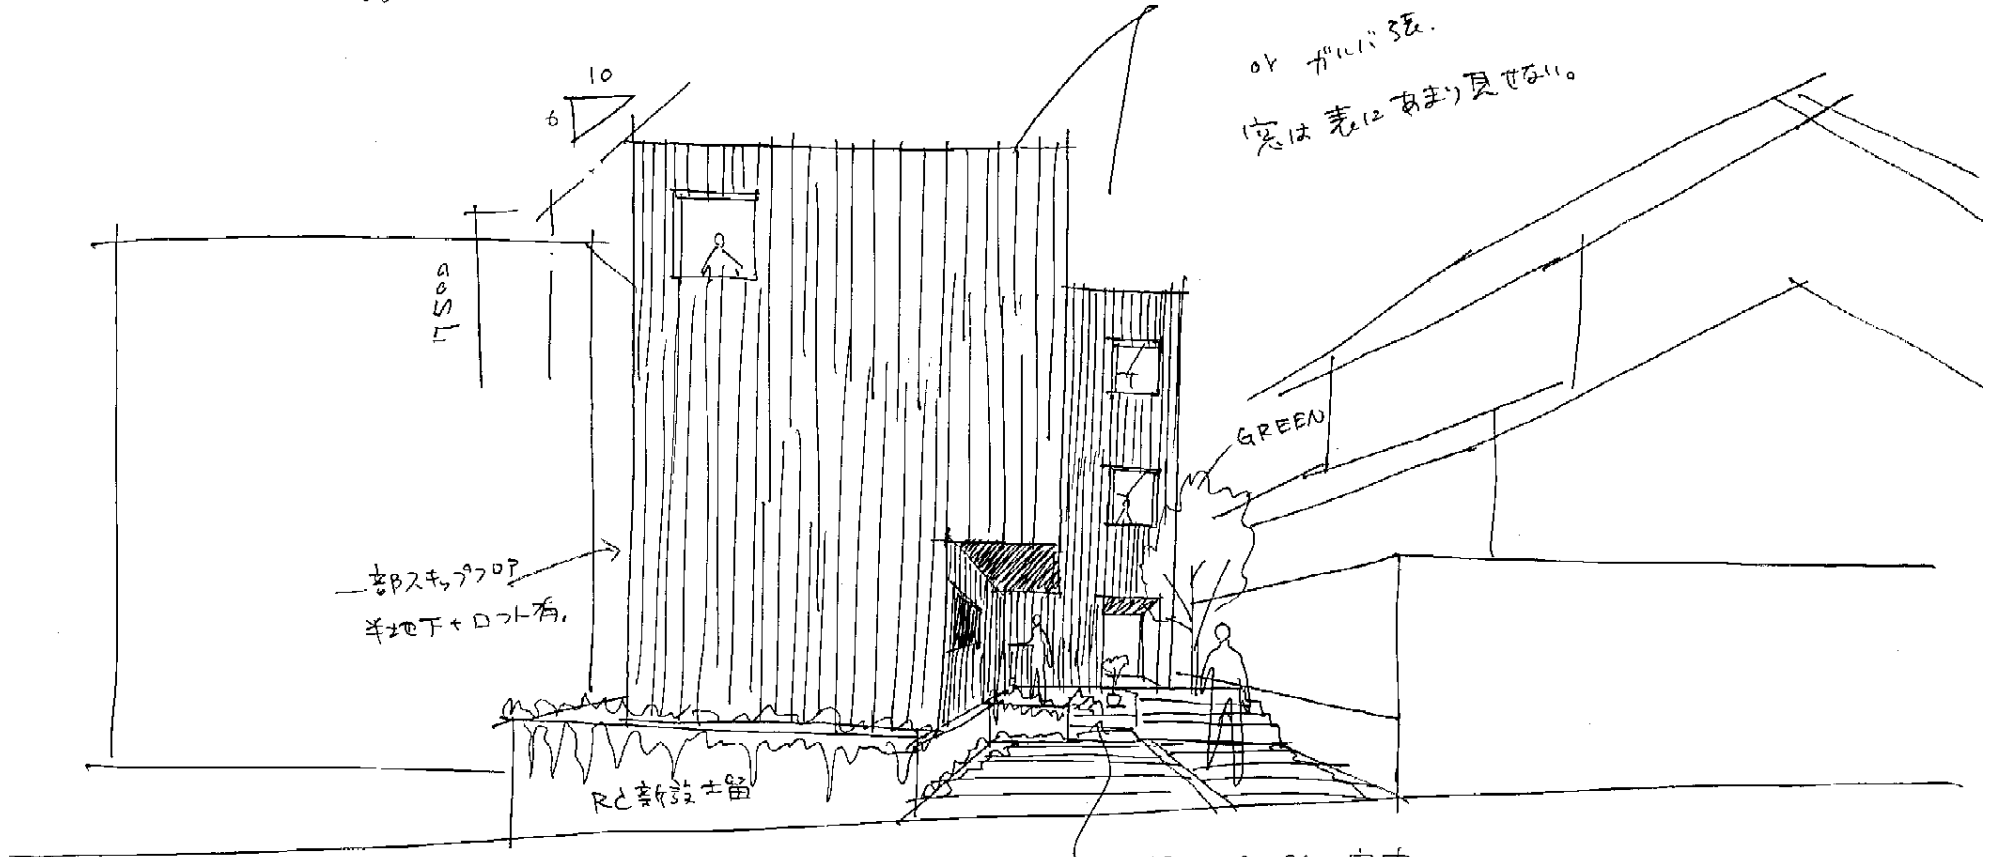 or ガルバ張.
窓は表にあまり見せない。
10
6
7500
GREEN
一部スキップフロア
半地下+ロフト有.
RC新設土留